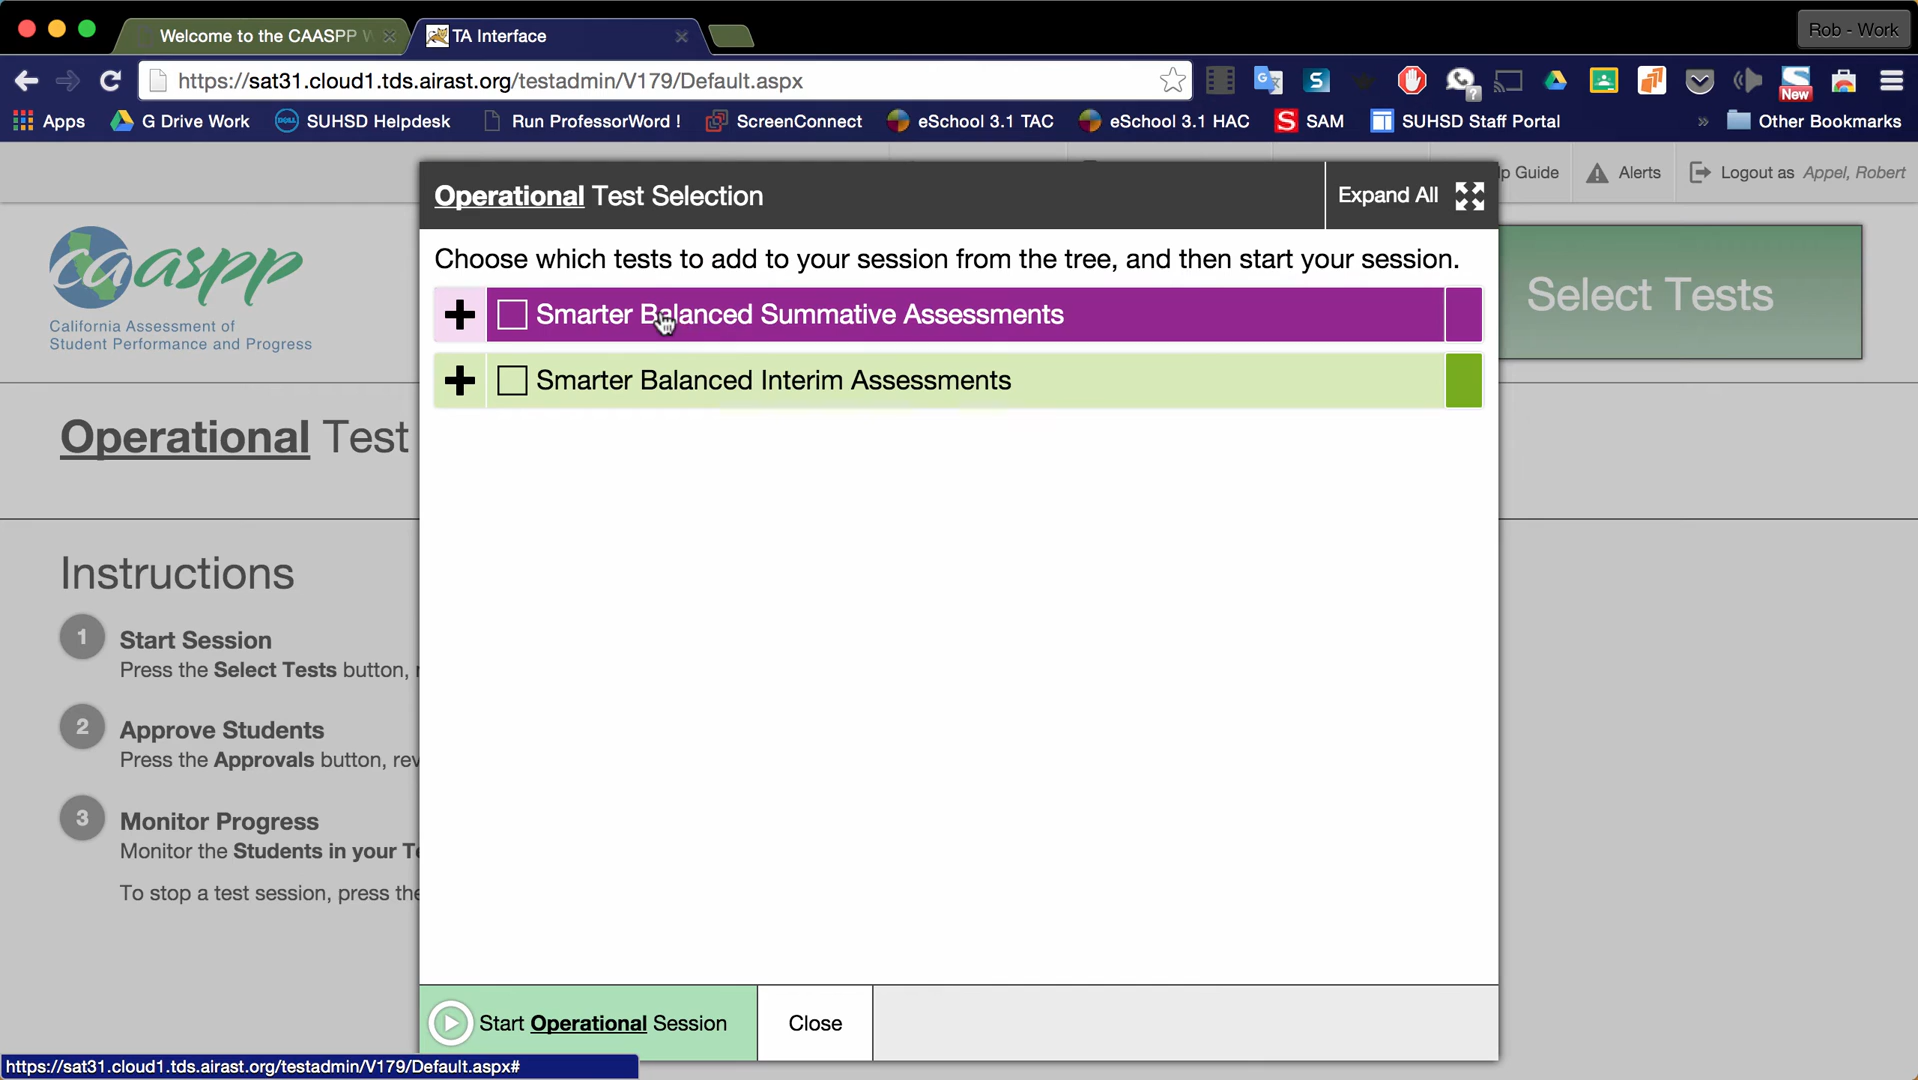 Welcome to the CAASPP W
TA Interface
Rob - Work
https://sat31.cloud1.tds.airast.org/testadmin/V179/Default.aspx
New
Apps
G Drive Work
SUHSD Helpdesk
Run ProfessorWord !
ScreenConnect
eSchool 3.1 TAC
eSchool 3.1 HAC
SAM
SUHSD Staff Portal
» Other Bookmarks
p Guide
Alerts
Logout as Appel, Robert
caaspp
California Assessment of
Student Performance and Progress
Operational Test Selection
Expand All
Choose which tests to add to your session from the tree, and then start your session.
Smarter Balanced Summative Assessments
Smarter Balanced Interim Assessments
Select Tests
Operational Test
Instructions
1 Start Session
Press the Select Tests button,
2 Approve Students
Press the Approvals button, rev
3 Monitor Progress
Monitor the Students in your Te
To stop a test session, press the
Start Operational Session
Close
https://sat31.cloud1.tds.airast.org/testadmin/V179/Default.aspx#